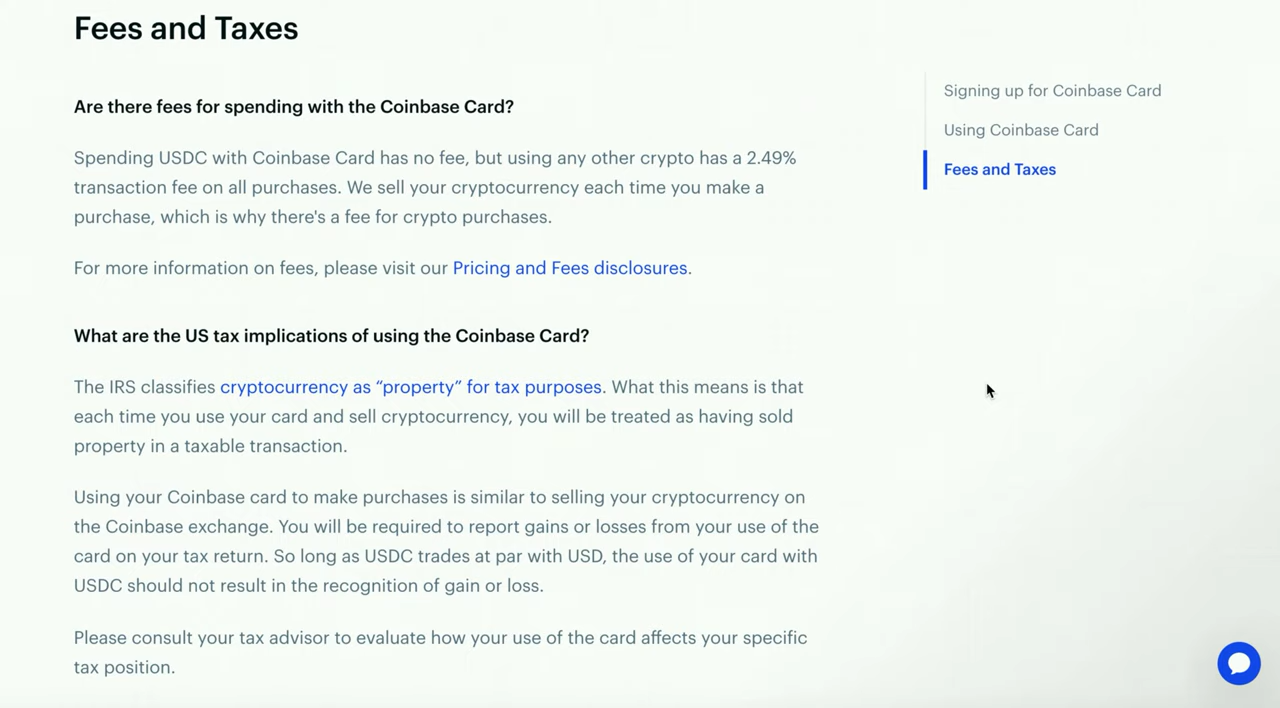 Fees and Taxes
Are there fees for spending with the Coinbase Card?
Spending USDC with Coinbase Card has no fee, but using any other crypto has a 2.49%
transaction fee on all purchases. We sell your cryptocurrency each time you make a
purchase, which is why there's a fee for crypto purchases.
For more information on fees, please visit our Pricing and Fees disclosures.
What are the US tax implications of using the Coinbase Card?
The IRS classifies cryptocurrency as “property” for tax purposes. What this means is that
each time you use your card and sell cryptocurrency, you will be treated as having sold
property in a taxable transaction.
Using your Coinbase card to make purchases is similar to selling your cryptocurrency on
the Coinbase exchange. You will be required to report gains or losses from your use of the
card on your tax return. So long as USDC trades at par with USD, the use of your card with
USDC should not result in the recognition of gain or loss.
Please consult your tax advisor to evaluate how your use of the card affects your specific
tax position.
Signing up for Coinbase Card
Using Coinbase Card
Fees and Taxes